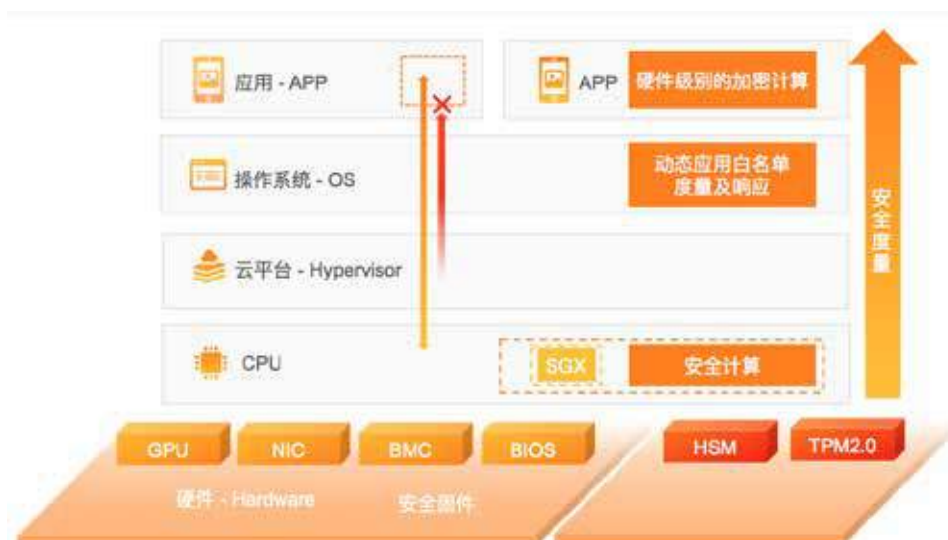 应用 - APP
APP
硬件级别的加密计算
操作系统 - OS
动态应用白名单
度量及响应
云平台 - Hypervisor
CPU
SGX
安全计算
安全度量
GPU
NIC
BMC
BIOS
HSM
TPM2.0
硬件 - Hardware
安全固件